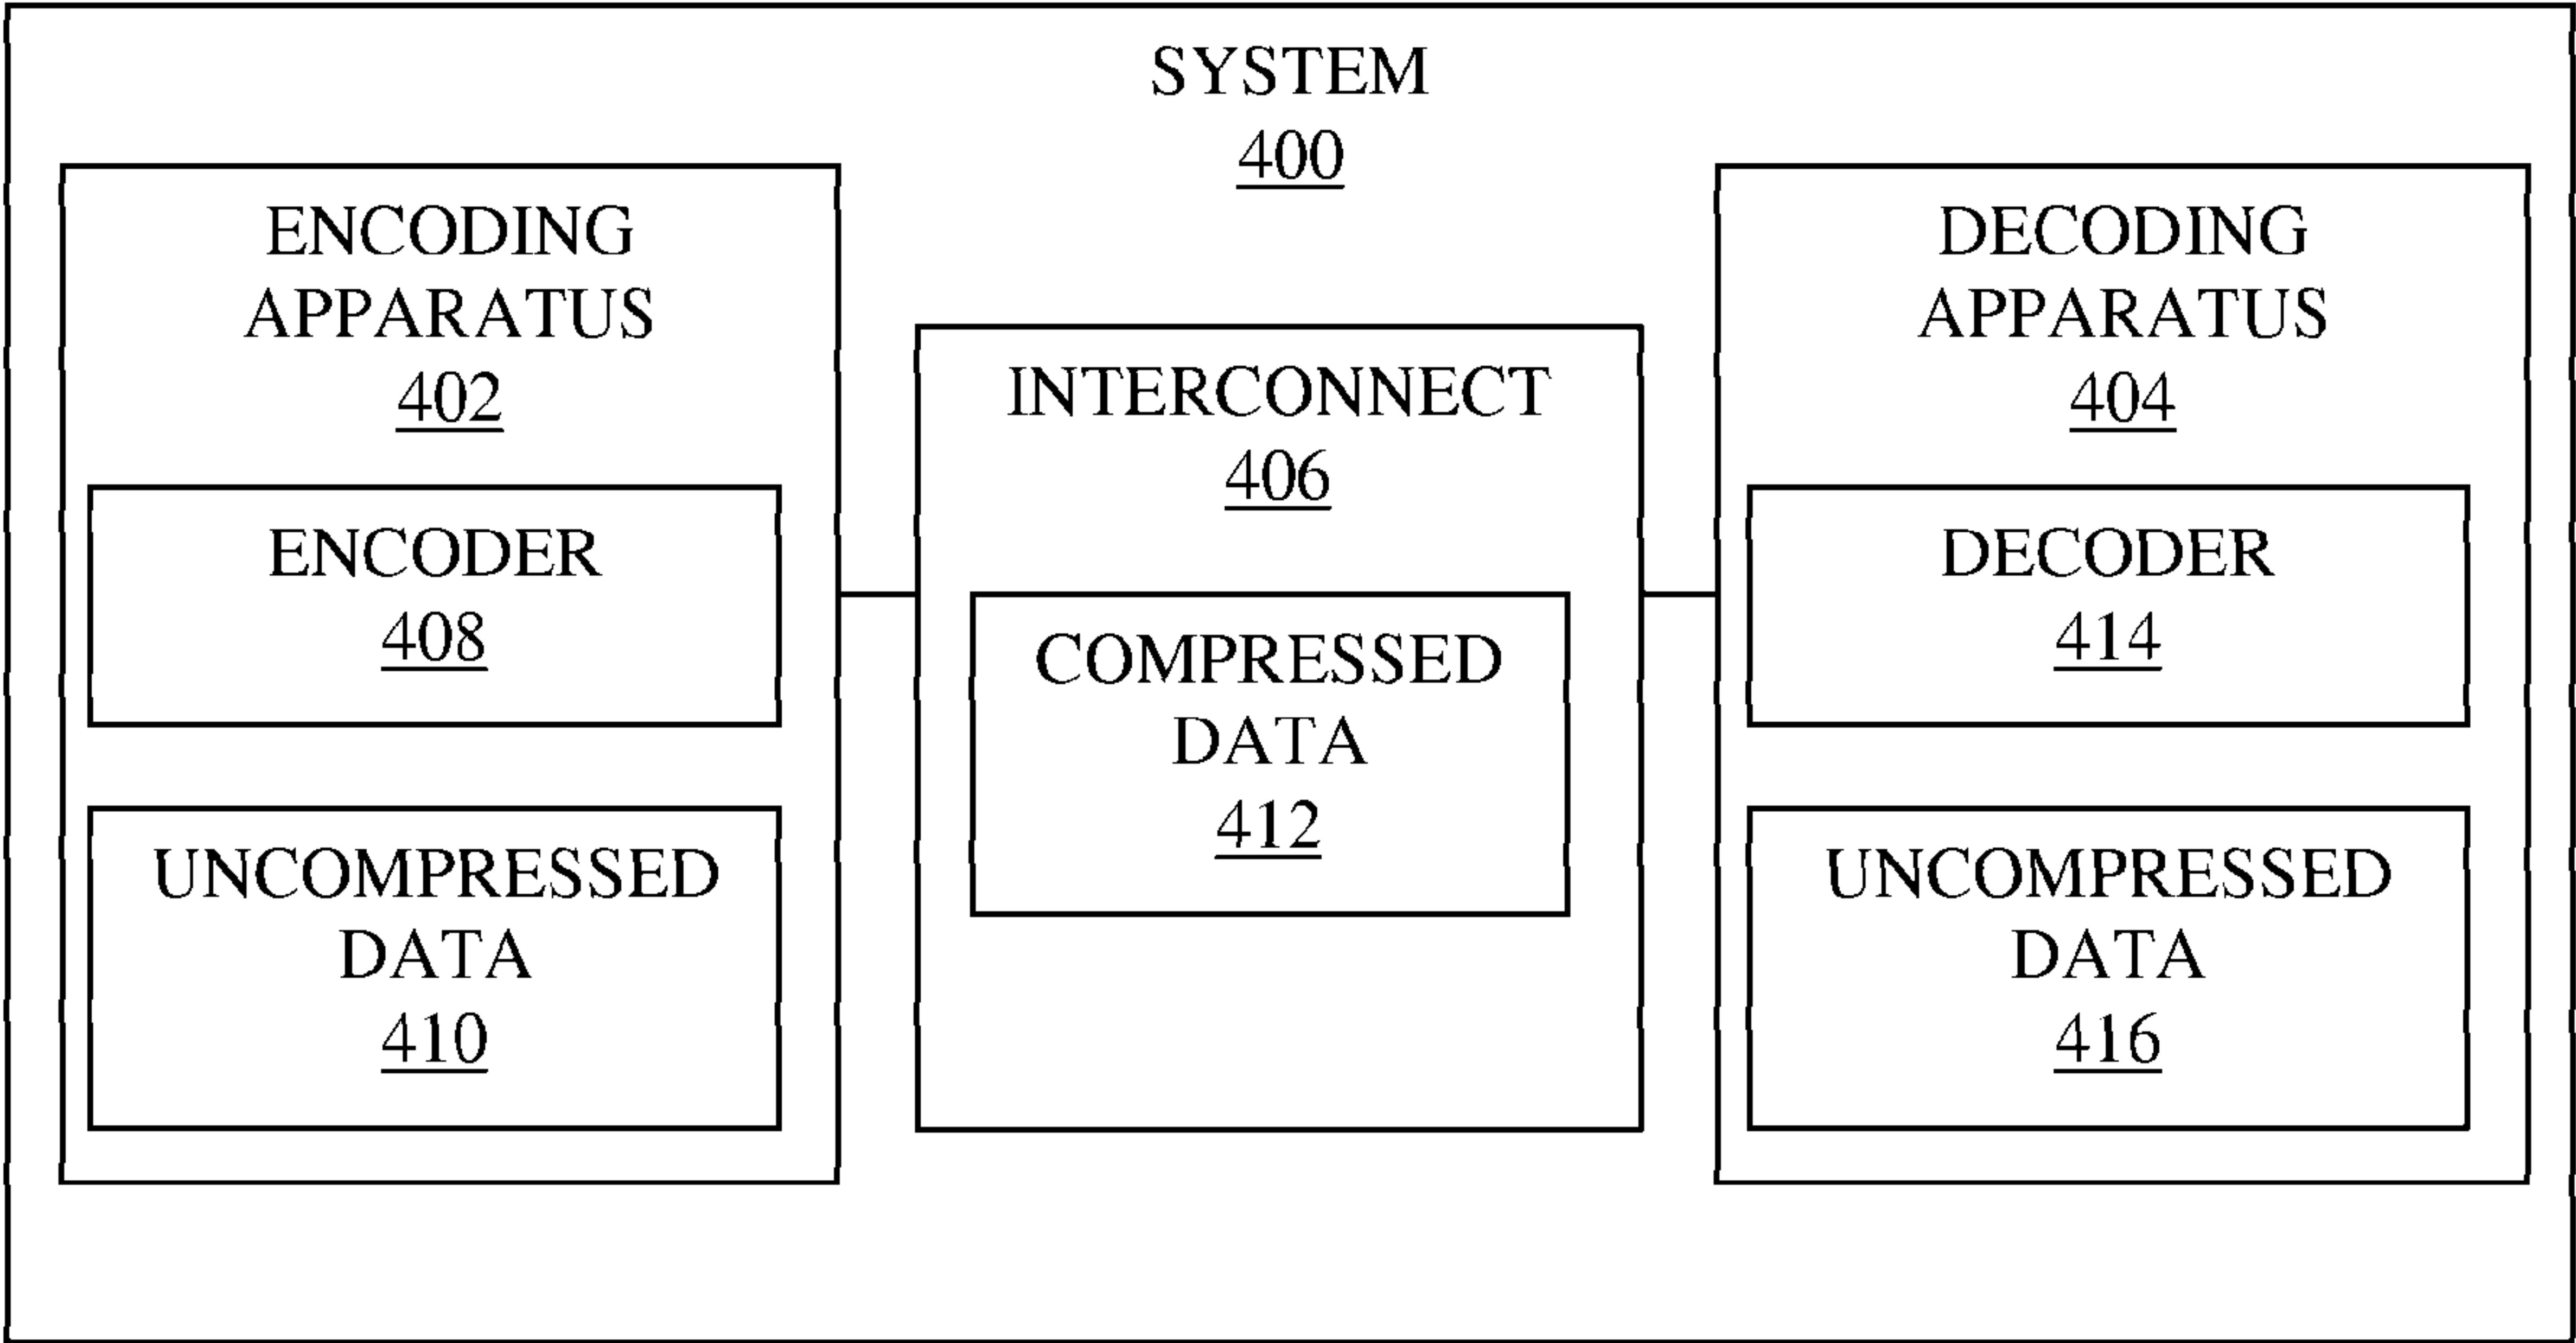 SYSTEM
400
ENCODING
APPARATUS
402
ENCODER
408
UNCOMPRESSED
DATA
410
INTERCONNECT
406
COMPRESSED
DATA
412
DECODING
APPARATUS
404
DECODER
414
UNCOMPRESSED
DATA
416